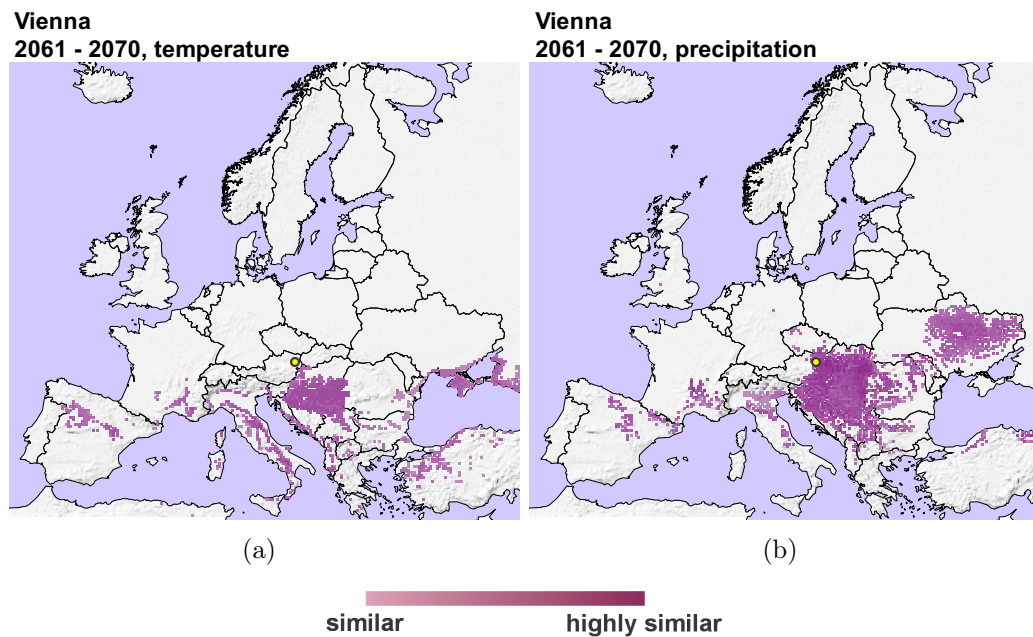 Vienna
2061 - 2070, temperature
Vienna
2061 - 2070, precipitation
(a)
(b)
similar
highly similar